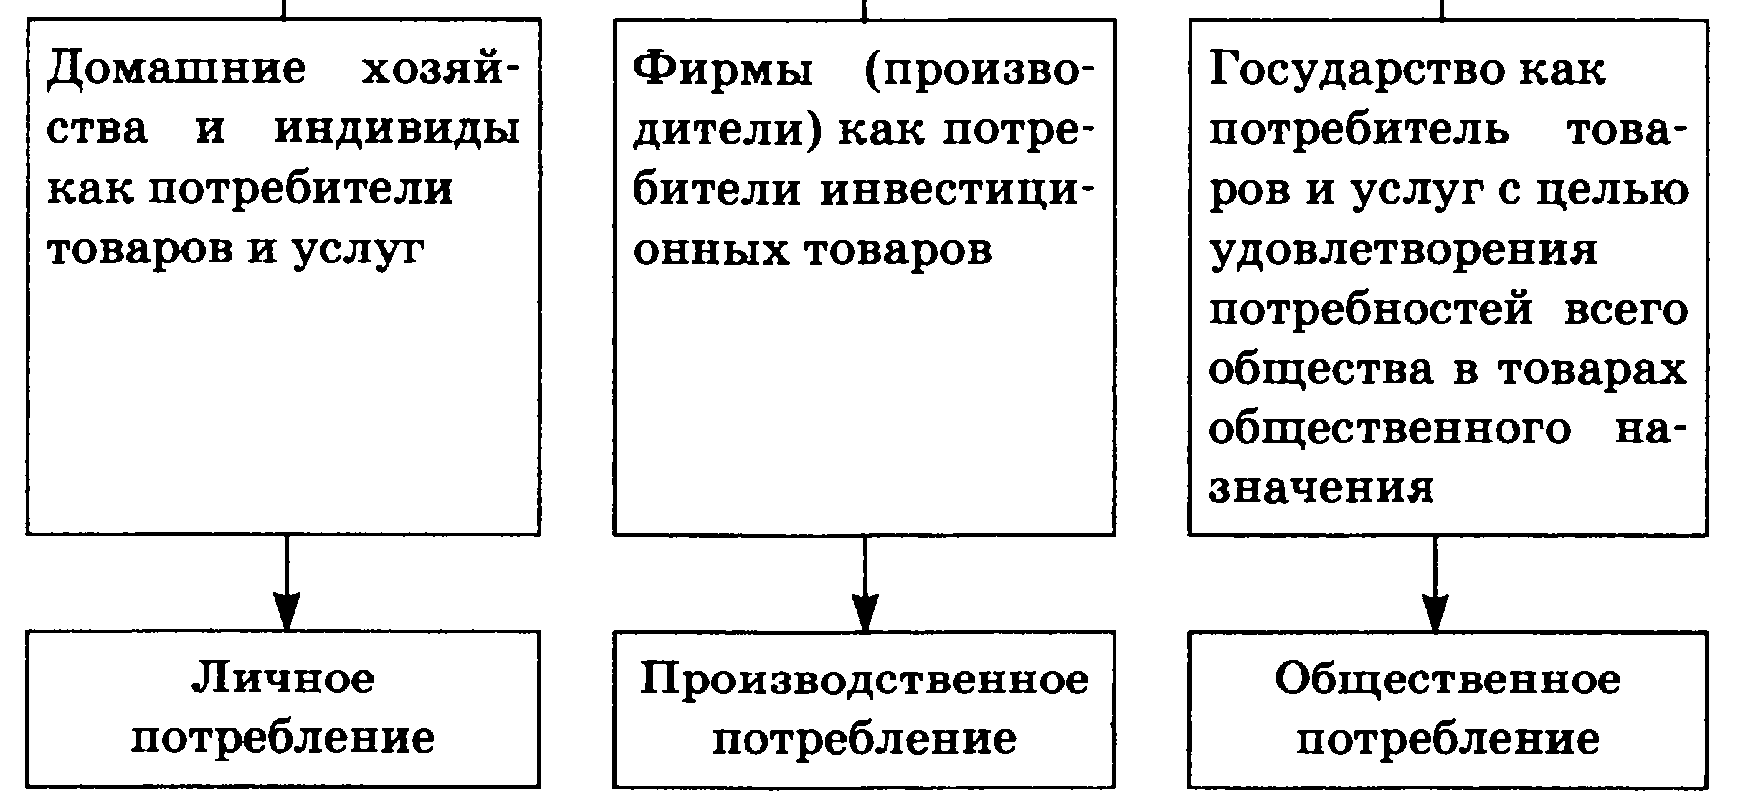 Домашние хозяй-
ства и индивиды
как потребители
товаров и услуг
Фирмы (произво-
дители) как потре-
бители инвестици-
онных товаров
Государство как
потребитель това-
ров и услуг с целью
удовлетворения
потребностей всего
общества в товарах
общественного на-
значения
Личное
потребление
Производственное
потребление
Общественное
потребление